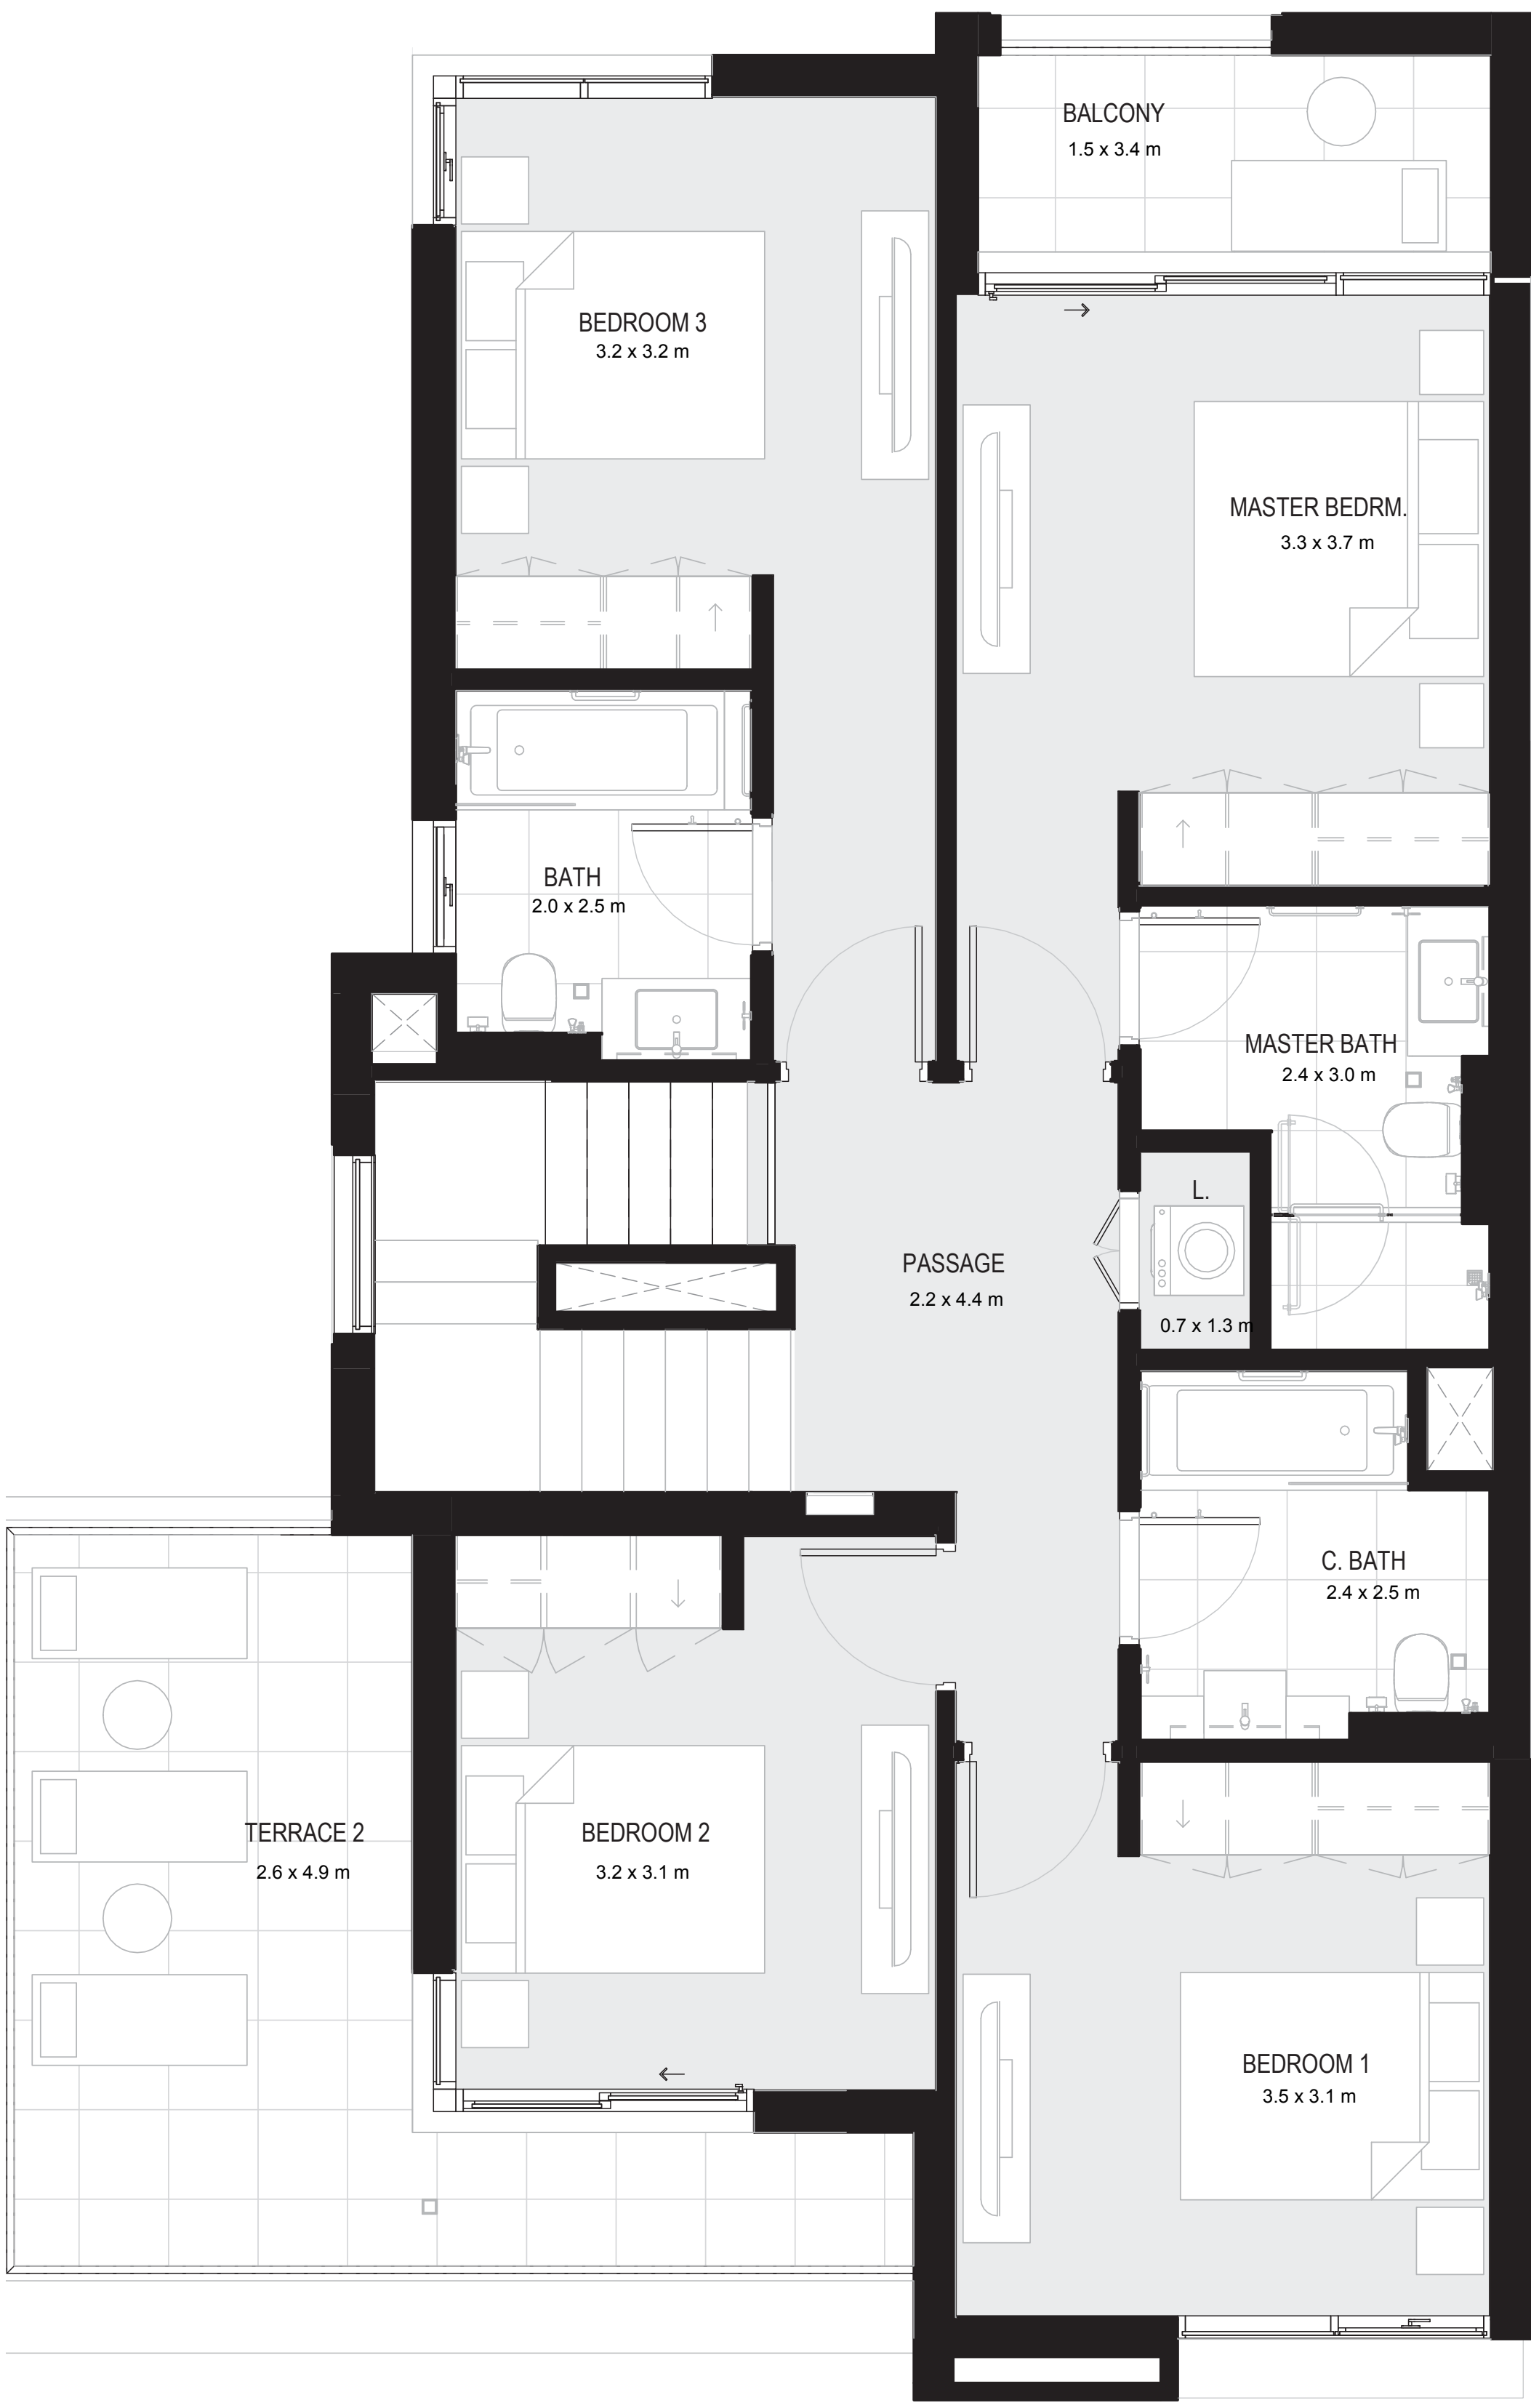 BALCONY
1.5 x 3.4 m
BEDROOM 3
3.2 x 3.2 m
MASTER BEDRM.
3.3 x 3.7 m
BATH
2.0 x 2.5 m
MASTER BATH
2.4 x 3.0 m
L.
0.7 x 1.3 m
PASSAGE
2.2 x 4.4 m
C. BATH
2.4 x 2.5 m
TERRACE 2
2.6 x 4.9 m
BEDROOM 2
3.2 x 3.1 m
BEDROOM 1
3.5 x 3.1 m